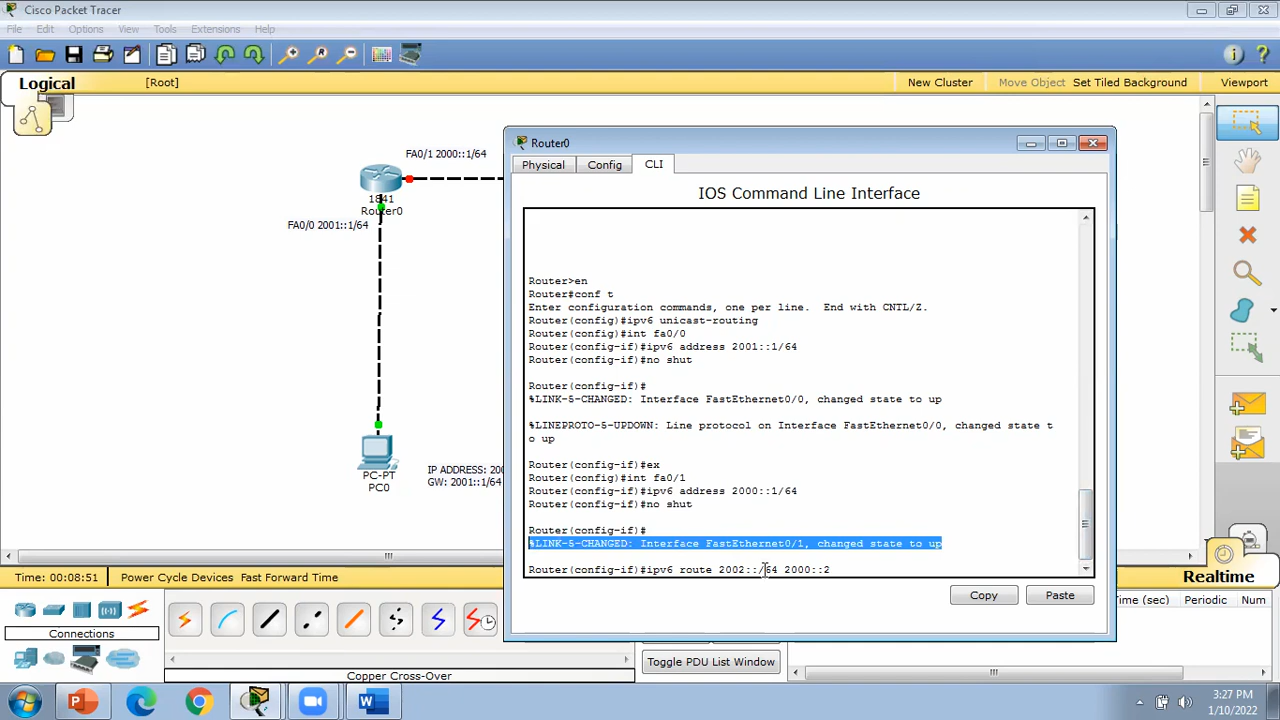 Cisco Packet Tracer
File Edit Options View Tools Extensions Help
Logical
[Root]
New Cluster
Move Object
Set Tiled Background
Viewport
FA0/1 2000::1/64
1841
Router0
FA0/0 2001::1/64
PC-PT
PC0
IP ADDRESS: 200
GW: 2001::1/64
Router0
Physical Config CLI
IOS Command Line Interface
Router>en
Router#conf t
Enter configuration commands, one per line.  End with CNTL/Z.
Router(config)#ipv6 unicast-routing
Router(config)#int fa0/0
Router(config-if)#ipv6 address 2001::1/64
Router(config-if)#no shut
Router(config-if)#
%LINK-5-CHANGED: Interface FastEthernet0/0, changed state to up
%LINEPROTO-5-UPDOWN: Line protocol on Interface FastEthernet0/0, changed state t
o up
Router(config-if)#ex
Router(config)#int fa0/1
Router(config-if)#ipv6 address 2000::1/64
Router(config-if)#no shut
Router(config-if)#
%LINK-5-CHANGED: Interface FastEthernet0/1, changed state to up
Router(config-if)#ipv6 route 2002::/64 2000::2
Copy
Paste
Time: 00:08:51
Power Cycle Devices Fast Forward Time
Realtime
Connections
Time (sec) Periodic Num
Toggle PDU List Window
Copper Cross-Over
3:27 PM
1/10/2022